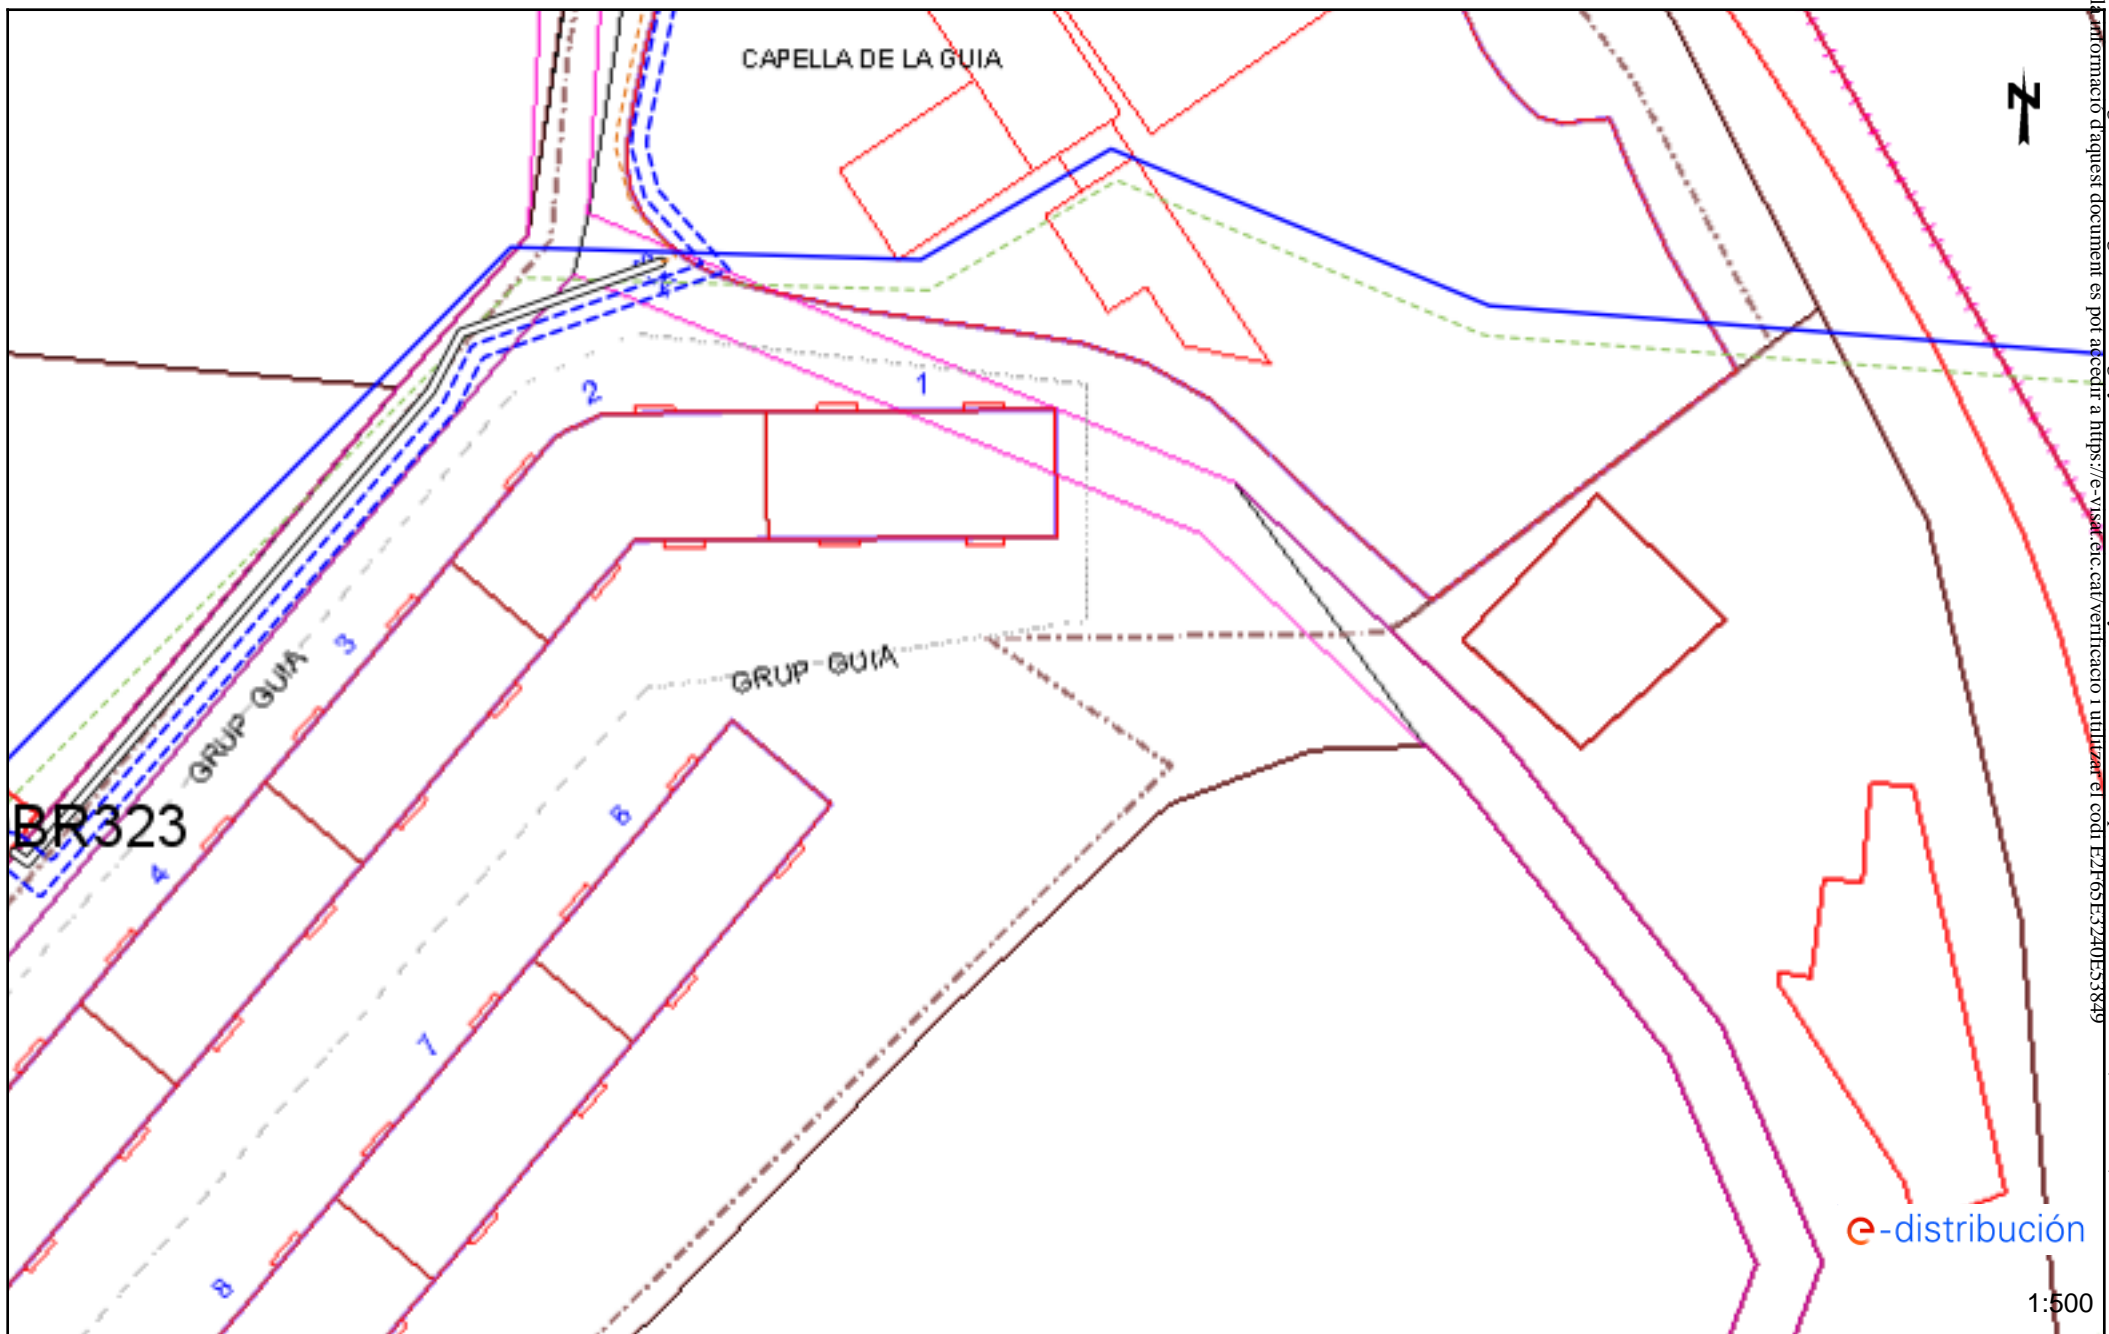 CAPELLA DE LA GUIA
N
1
2
3
GRUP GUIA
GRUP GUIA
BR323
4
6
7
8
e-distribución
1:500
la informació d'aquest document es pot accedir a https://e-visat.eic.cat/verificacio i utilitzar el codi E2F65E3240E53849